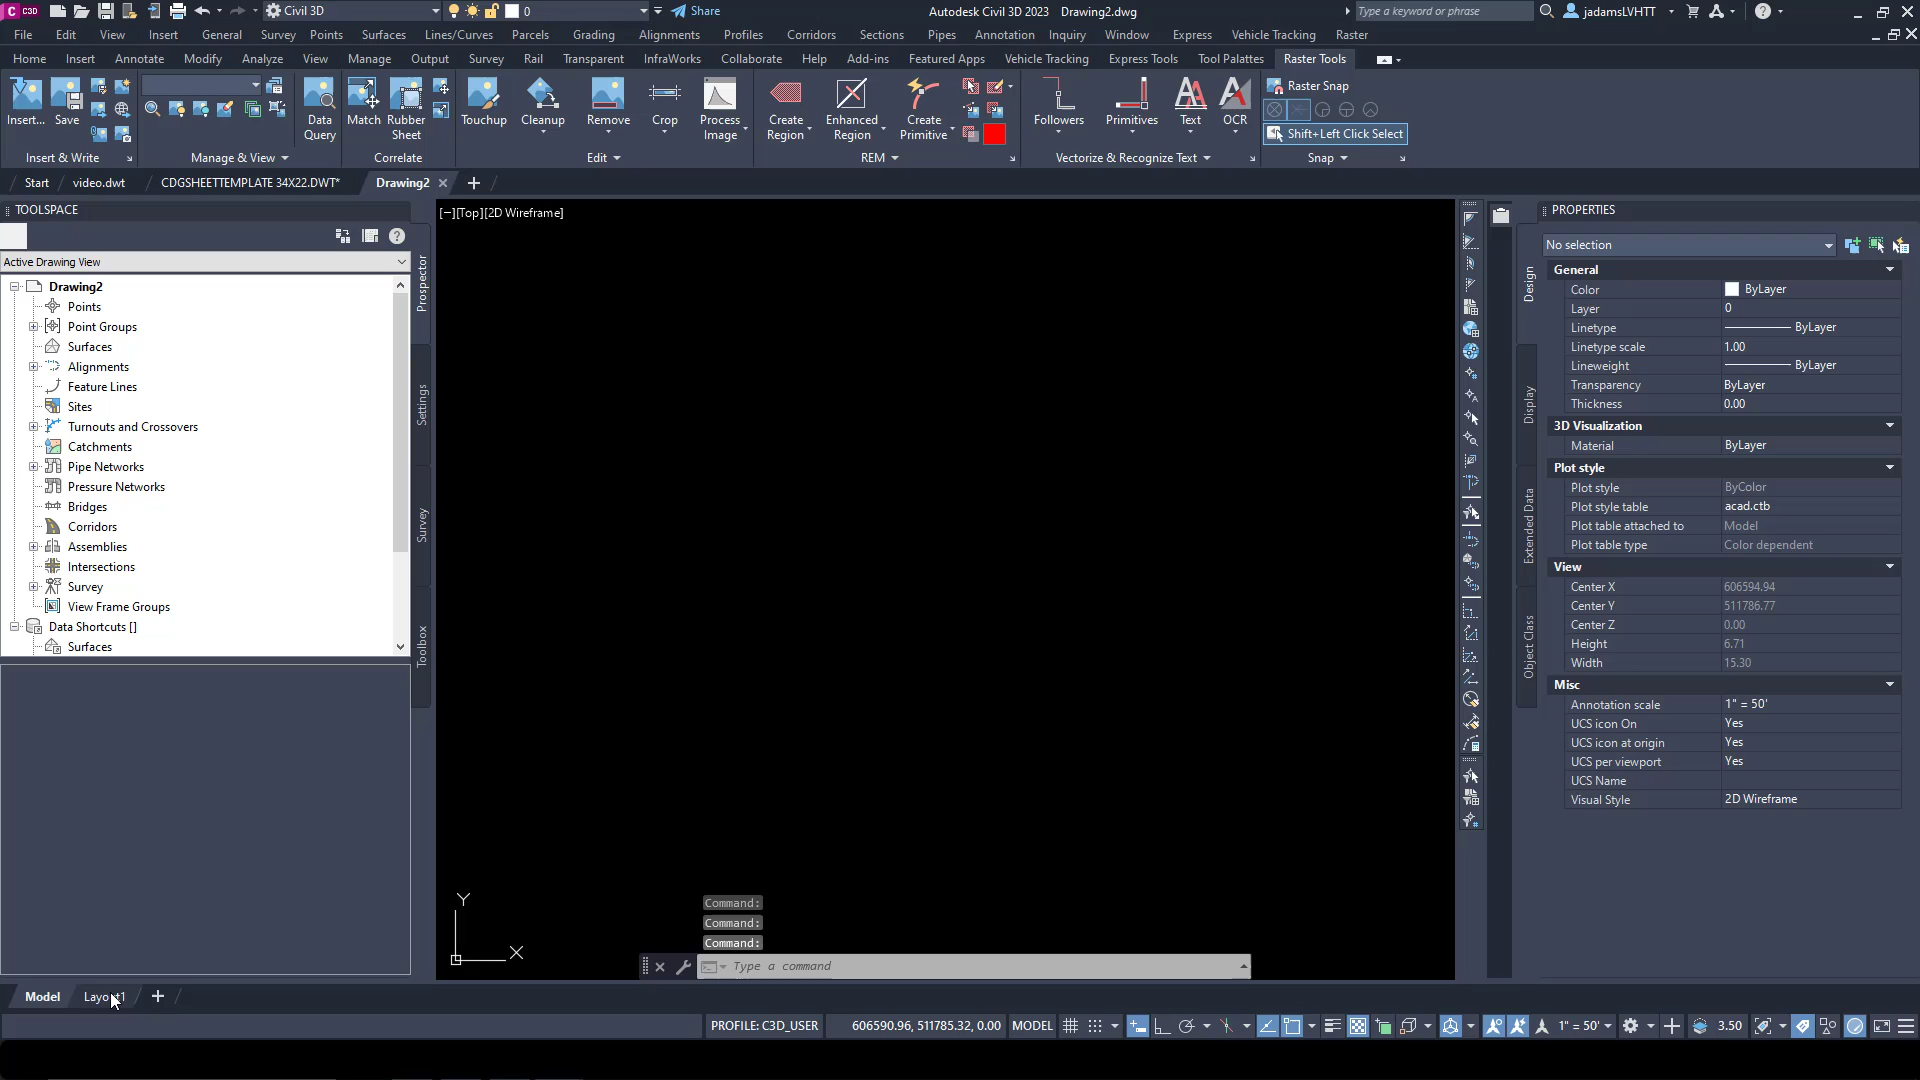 C3D Civil 3D 0 Share Autodesk Civil 3D 2023 Drawing2.dwg Type a keyword or phrase jadamsLVHTT
File Edit View Insert General Survey Points Surfaces Lines/Curves Parcels Grading Alignments Profiles Corridors Sections Pipes Annotation Inquiry Window Express Vehicle Tracking Raster
Home Insert Annotate Modify Analyze View Manage Output Survey Rail Transparent InfraWorks Collaborate Help Add-ins Featured Apps Vehicle Tracking Express Tools Tool Palettes Raster Tools
Raster Snap
Insert... Save Data Query Match Rubber Sheet Touchup Cleanup Remove Crop Process Image Create Region Enhanced Region Create Primitive Followers Primitives Text OCR
Shift+Left Click Select
Insert & Write Manage & View Correlate Edit REM Vectorize & Recognize Text Snap
Start video.dwt CDGSHEETTEMPLATE 34X22.DWT* Drawing2
TOOLSPACE
Active Drawing View
Drawing2
Points
Point Groups
Surfaces
Alignments
Feature Lines
Sites
Turnouts and Crossovers
Catchments
Pipe Networks
Pressure Networks
Bridges
Corridors
Assemblies
Intersections
Survey
View Frame Groups
Data Shortcuts []
Surfaces
Prospector
Settings
Survey
Toolbox
[−][Top][2D Wireframe]
Y
X
Command:
Command:
Command:
Type a command
PROPERTIES
No selection
Design
Display
Extended Data
Object Class
General
Color ByLayer
Layer 0
Linetype ByLayer
Linetype scale 1.00
Lineweight ByLayer
Transparency ByLayer
Thickness 0.00
3D Visualization
Material ByLayer
Plot style
Plot style ByColor
Plot style table acad.ctb
Plot table attached to Model
Plot table type Color dependent
View
Center X 606594.94
Center Y 511786.77
Center Z 0.00
Height 6.71
Width 15.30
Misc
Annotation scale 1" = 50'
UCS icon On Yes
UCS icon at origin Yes
UCS per viewport Yes
UCS Name
Visual Style 2D Wireframe
Model Layout1
PROFILE: C3D_USER 606590.96, 511785.32, 0.00 MODEL 1" = 50' 3.50